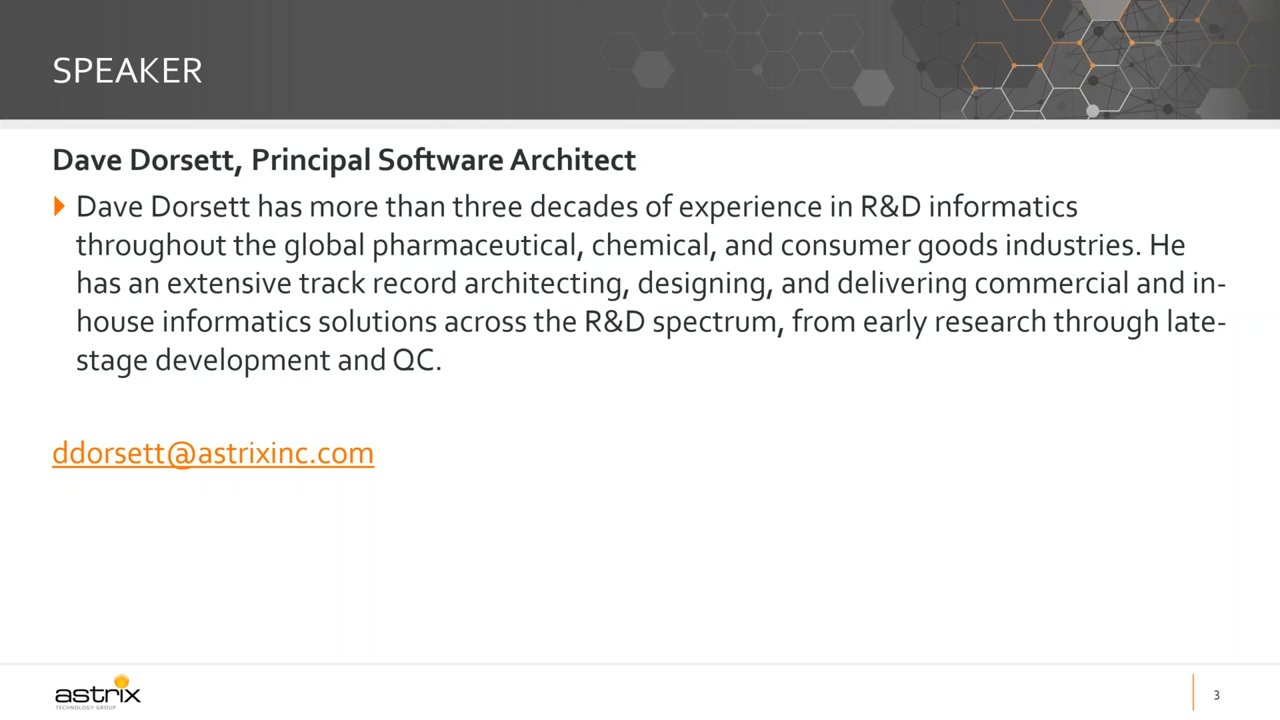 SPEAKER
Dave Dorsett, Principal Software Architect
Dave Dorsett has more than three decades of experience in R&D informatics
throughout the global pharmaceutical, chemical, and consumer goods industries. He
has an extensive track record architecting, designing, and delivering commercial and in-
house informatics solutions across the R&D spectrum, from early research through late-
stage development and QC.
ddorsett@astrixinc.com
astrix
TECHNOLOGY GROUP
3